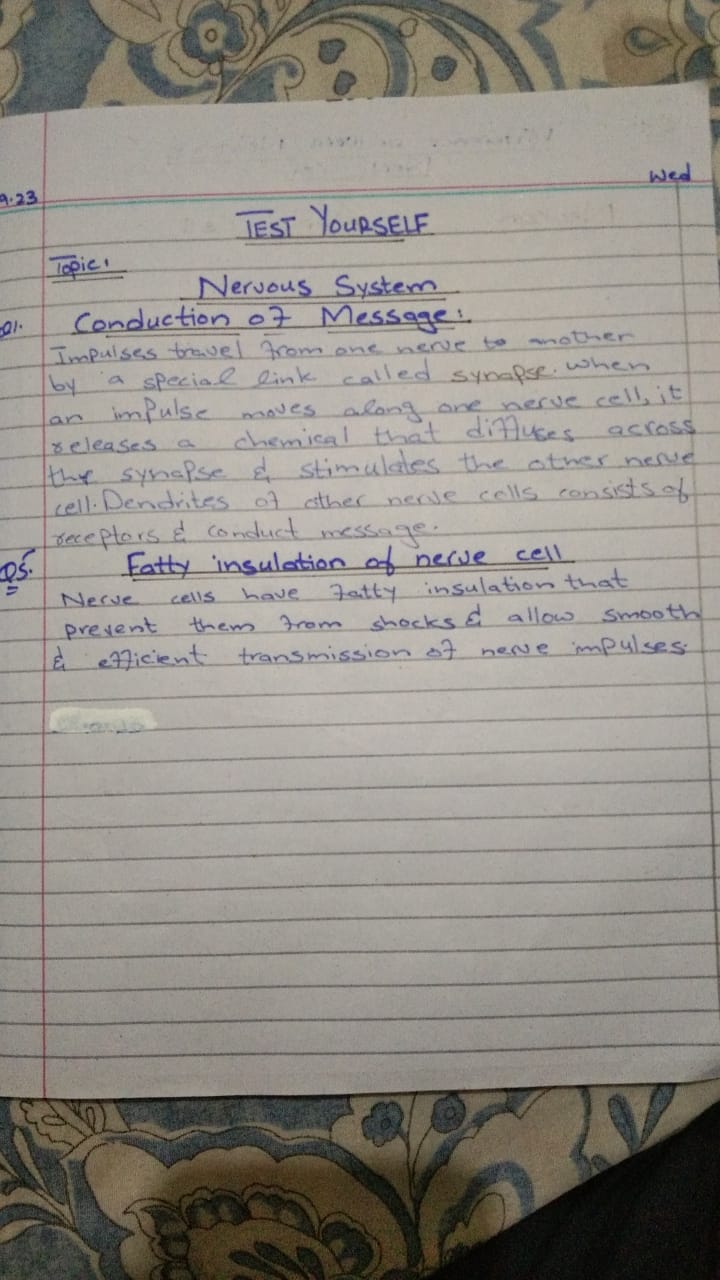 9.23
Wed
TEST YOURSELF
Topic:
Nervous System
Q1. Conduction of Message:
Impulses travel from one nerve to another
by a special link called synapse. When
an impulse moves along one nerve cell, it
releases a chemical that diffuses across
the synapse & stimulates the other nerve
cell. Dendrites of other nerve cells consists of
receptors & conduct message.
Q5. Fatty insulation of nerve cell
Nerve cells have fatty insulation that
prevent them from shocks & allow smooth
& efficient transmission of nerve impulses.